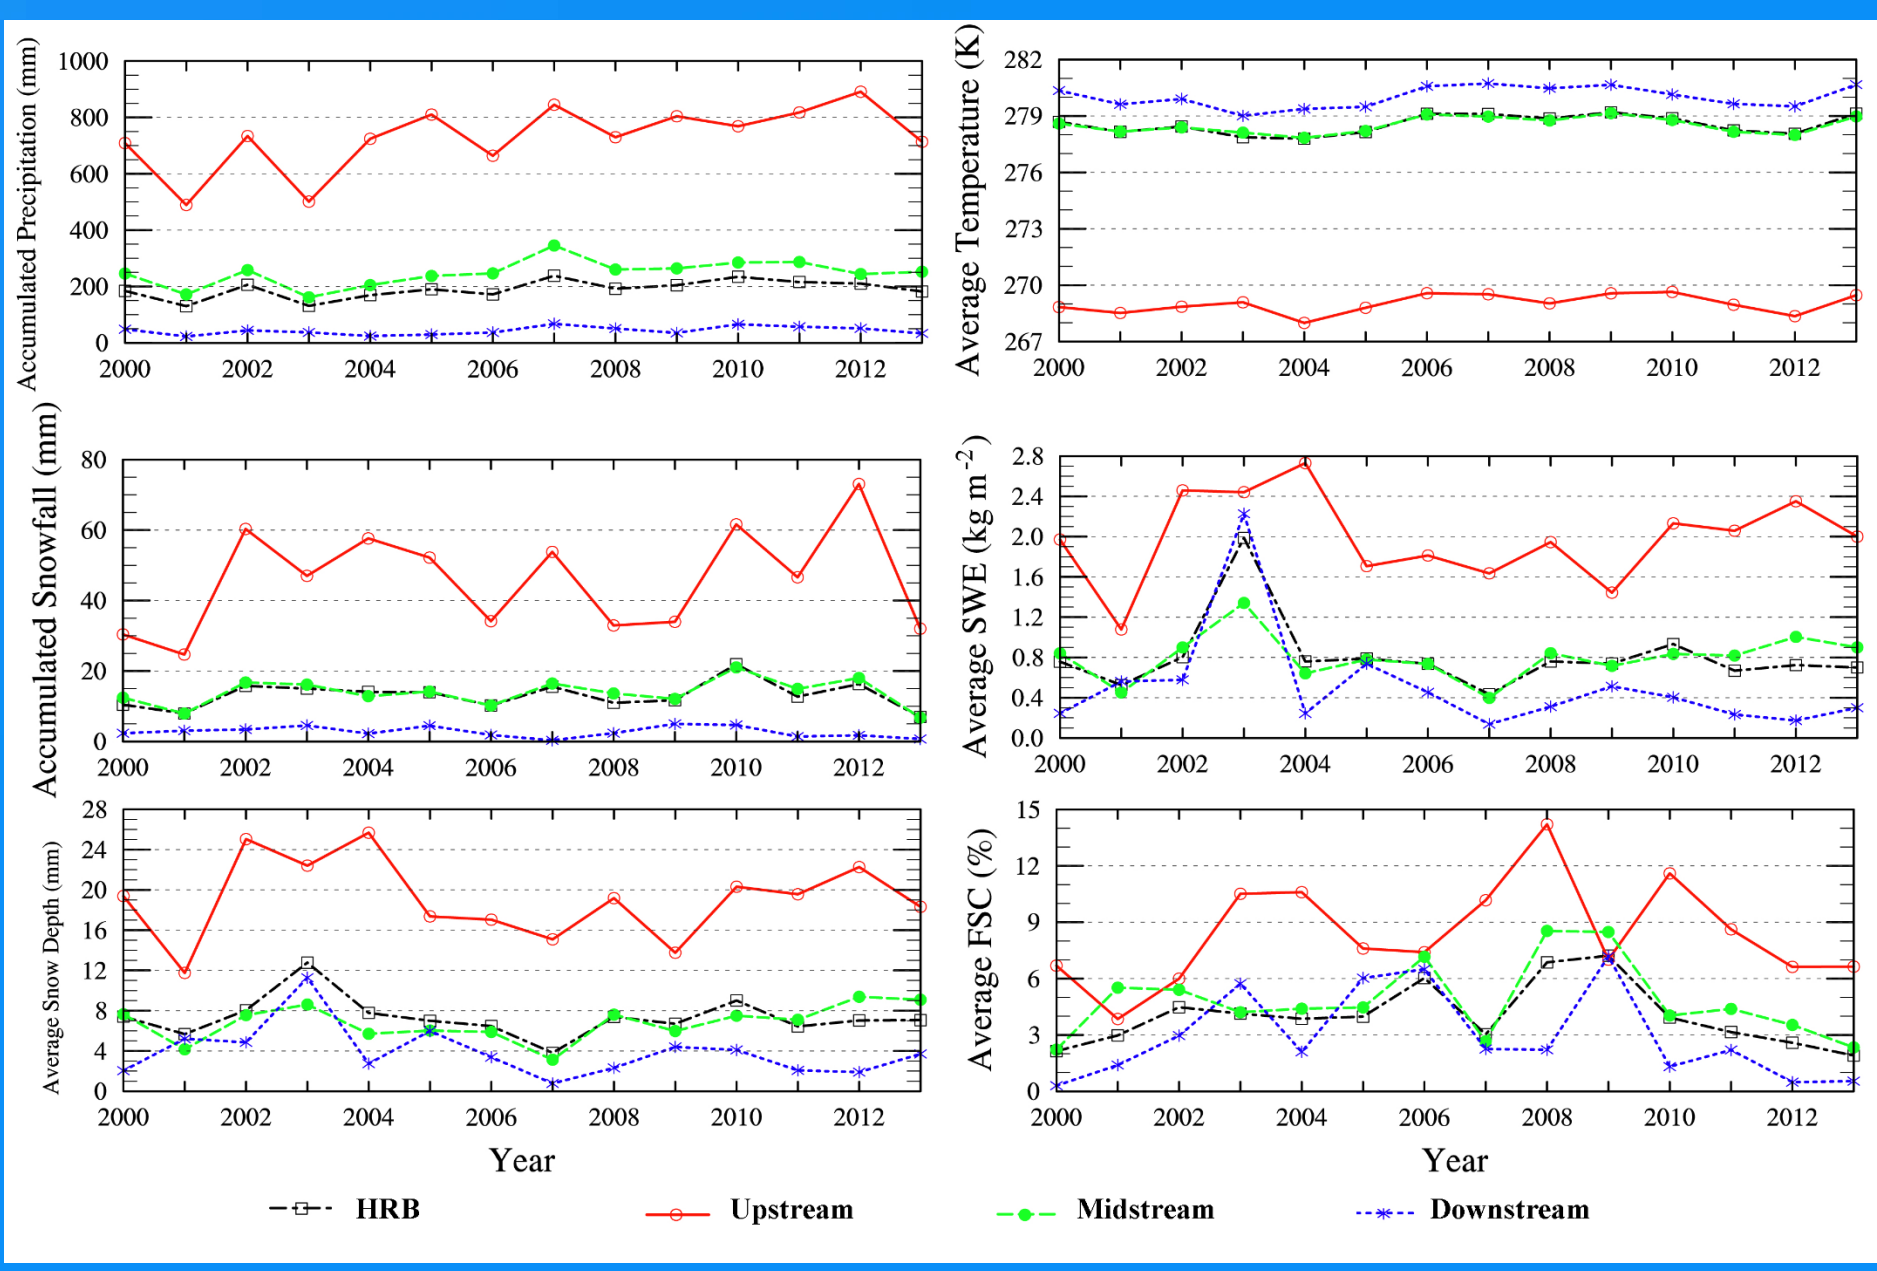 Accumulated Precipitation (mm)
1000
800
600
400
200
0
2000 2002 2004 2006 2008 2010 2012
Average Temperature (K)
282
279
276
273
270
267
2000 2002 2004 2006 2008 2010 2012
Accumulated Snowfall (mm)
80
60
40
20
0
2000 2002 2004 2006 2008 2010 2012
Average SWE (kg m⁻²)
2.8
2.4
2.0
1.6
1.2
0.8
0.4
0.0
2000 2002 2004 2006 2008 2010 2012
Average Snow Depth (mm)
28
24
20
16
12
8
4
0
2000 2002 2004 2006 2008 2010 2012
Year
Average FSC (%)
15
12
9
6
3
0
2000 2002 2004 2006 2008 2010 2012
Year
HRB Upstream Midstream Downstream